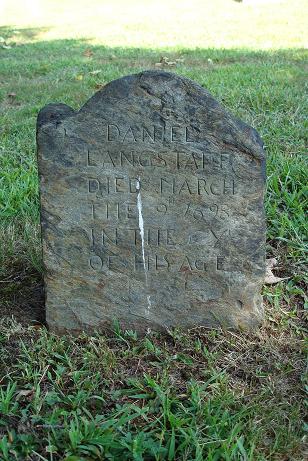 DANIEL
LANGSTAFF
DIED MARCH
THE 9th
IN THE
OF HIS AGE